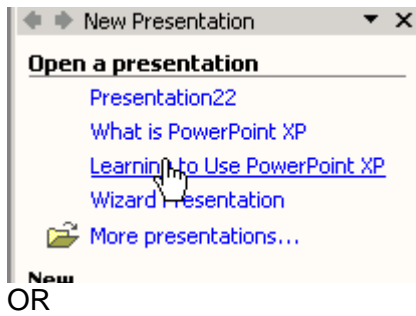 New Presentation
Open a presentation
Presentation22
What is PowerPoint XP
Learning to Use PowerPoint XP
Wizard Presentation
More presentations...
New
OR